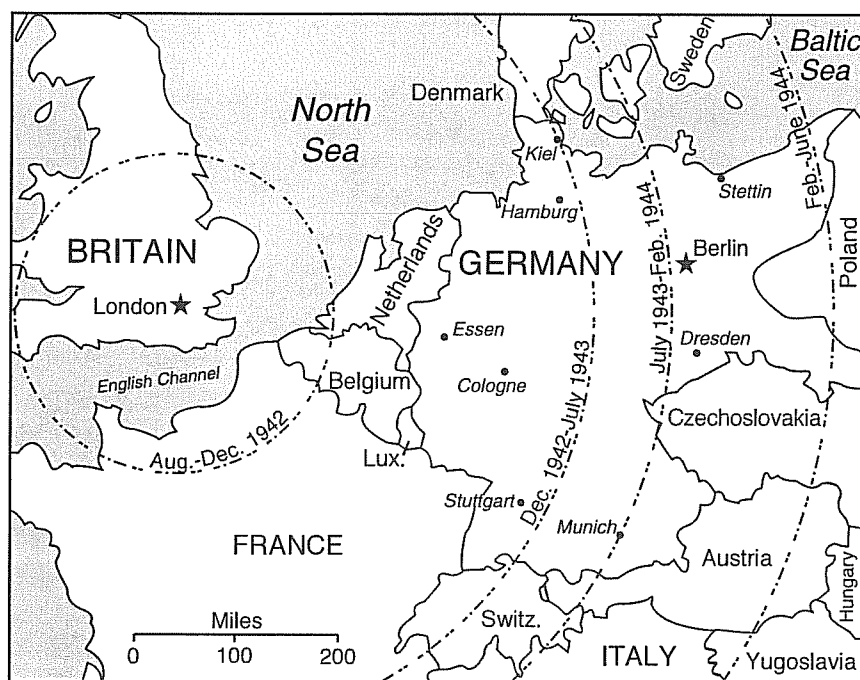 Baltic
Sea
Sweden
Denmark
North
Sea
Kiel
Feb.-June 1944
Stettin
Hamburg
BRITAIN
Netherlands
GERMANY
July 1943-Feb. 1944
Berlin
Poland
London
Essen
Dresden
English Channel
Belgium
Cologne
Czechoslovakia
Aug.-Dec. 1942
Lux.
Dec. 1942-July 1943
Stuttgart
Munich
FRANCE
Austria
Hungary
Miles
Switz.
0 100 200
ITALY
Yugoslavia